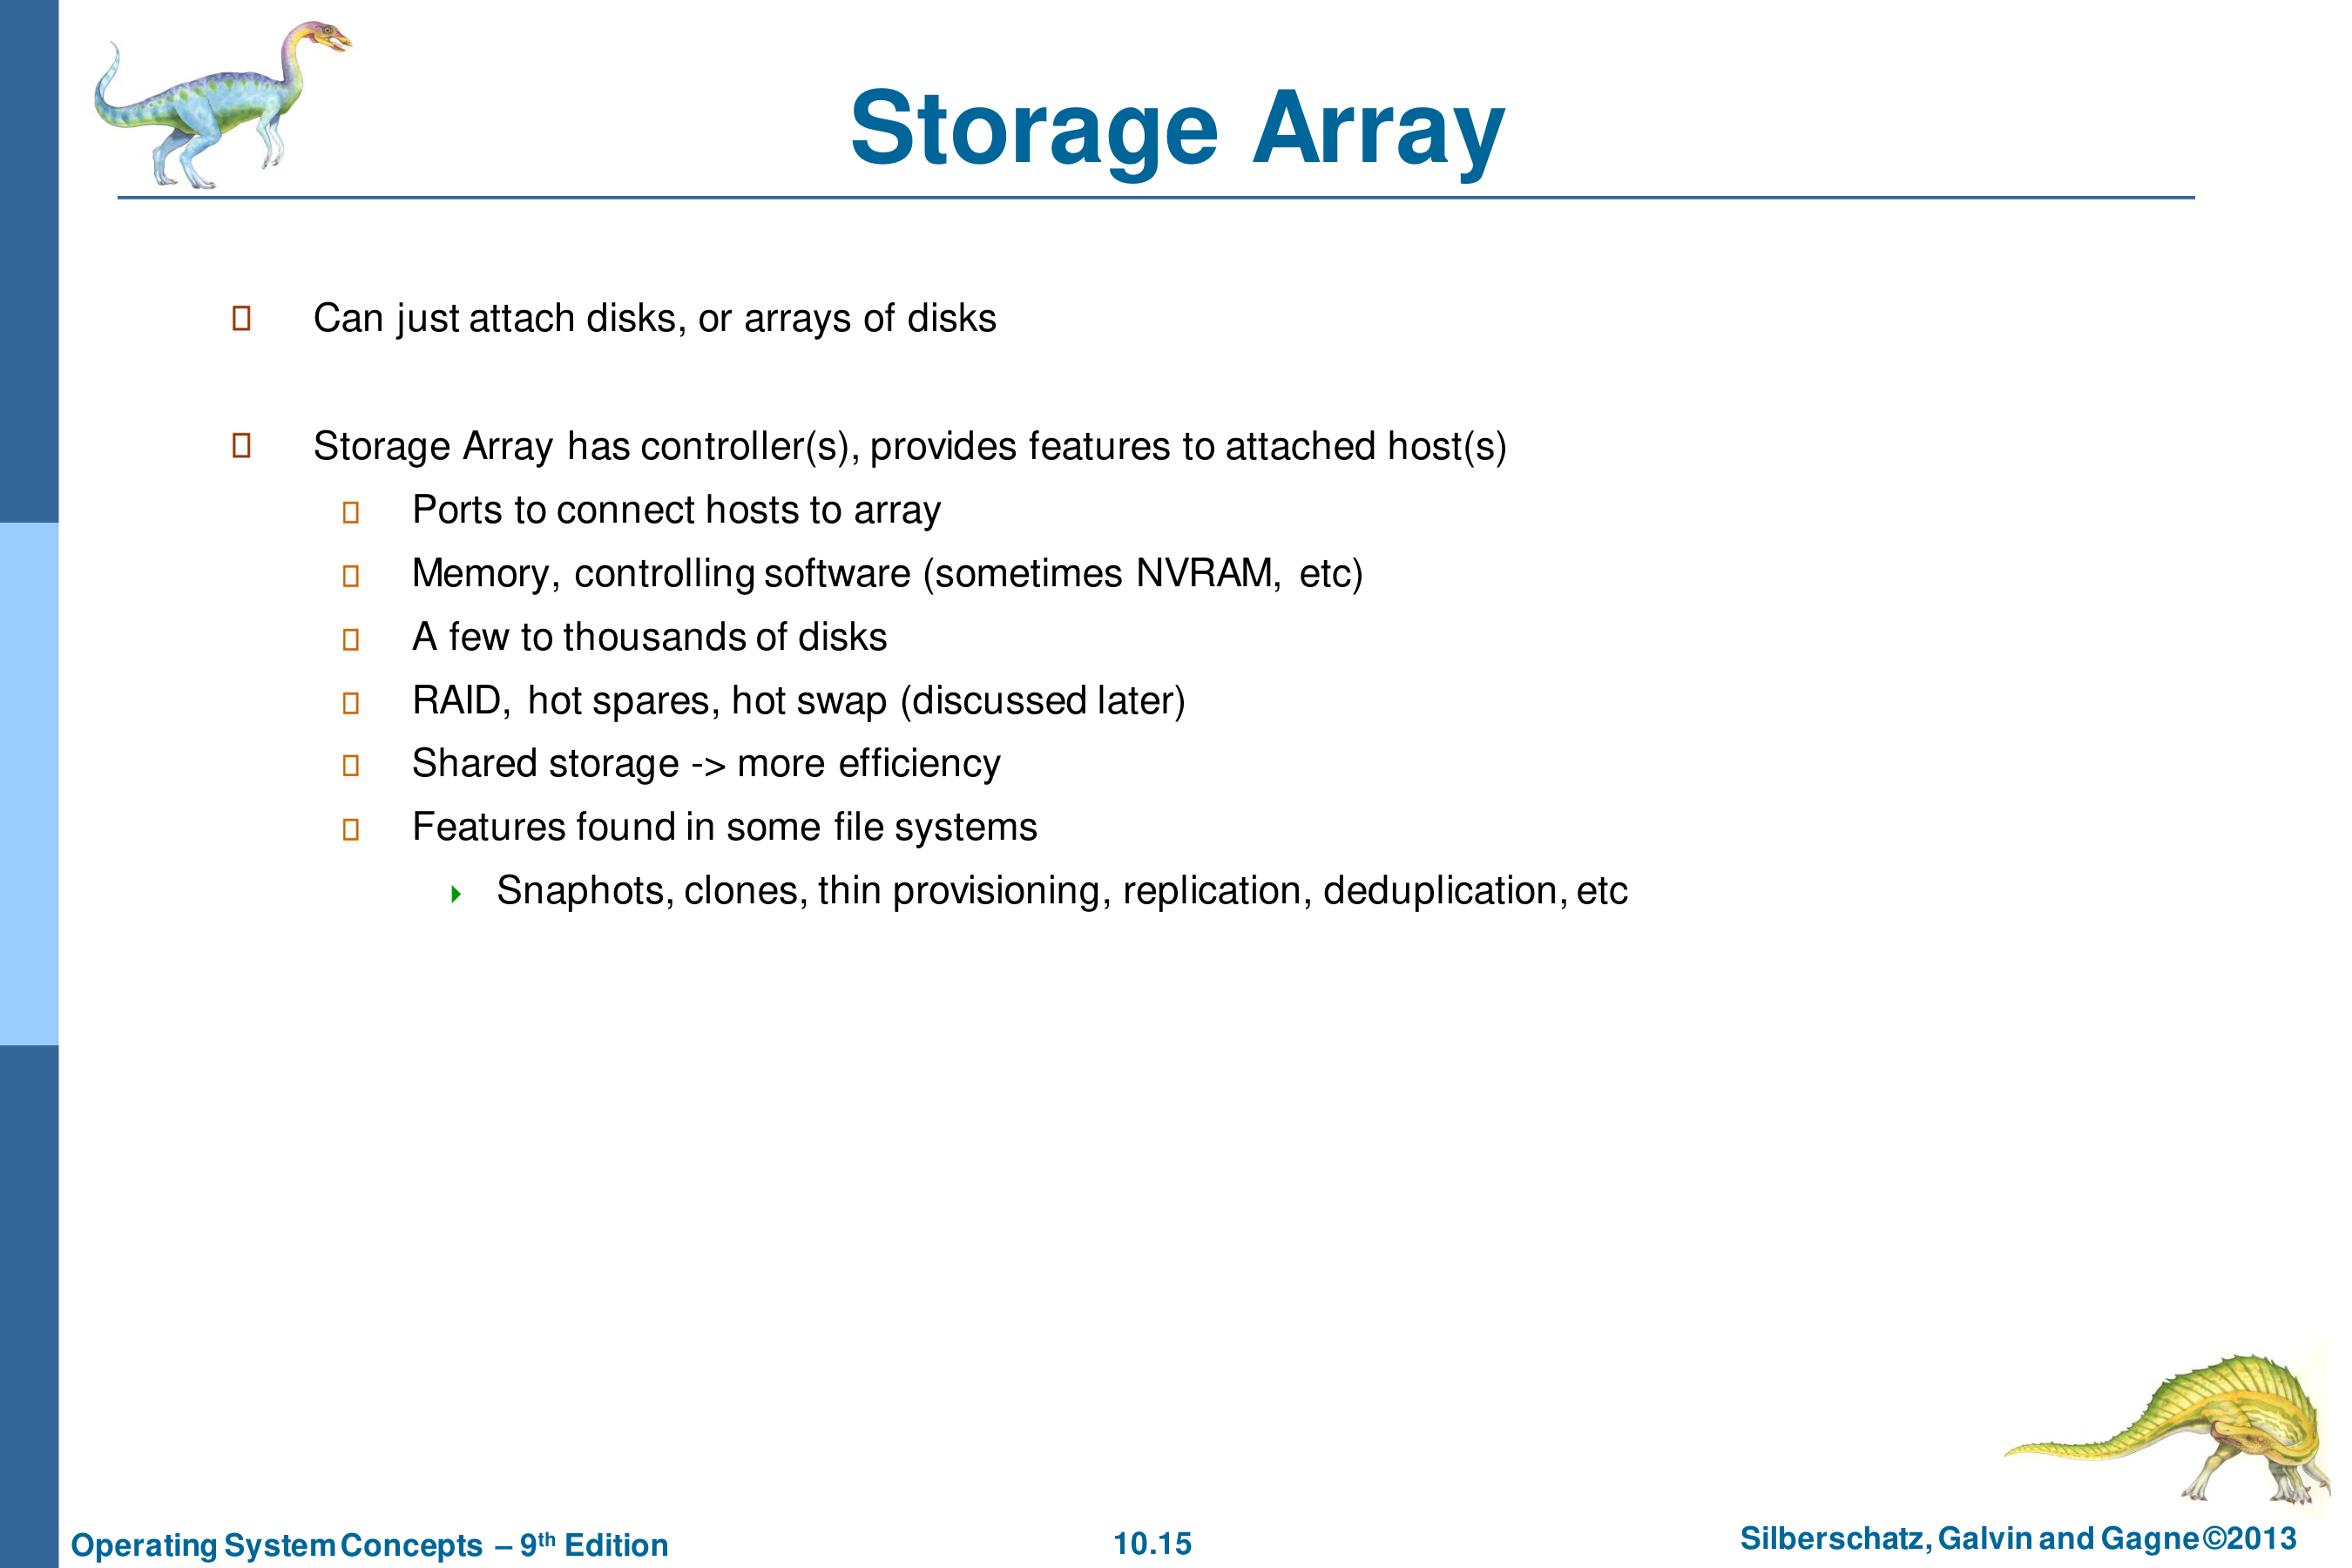 Storage Array
Can just attach disks, or arrays of disks
Storage Array has controller(s), provides features to attached host(s)
Ports to connect hosts to array
Memory, controlling software (sometimes NVRAM, etc)
A few to thousands of disks
RAID, hot spares, hot swap (discussed later)
Shared storage -> more efficiency
Features found in some file systems
Snaphots, clones, thin provisioning, replication, deduplication, etc
Operating System Concepts – 9th Edition
10.15
Silberschatz, Galvin and Gagne ©2013